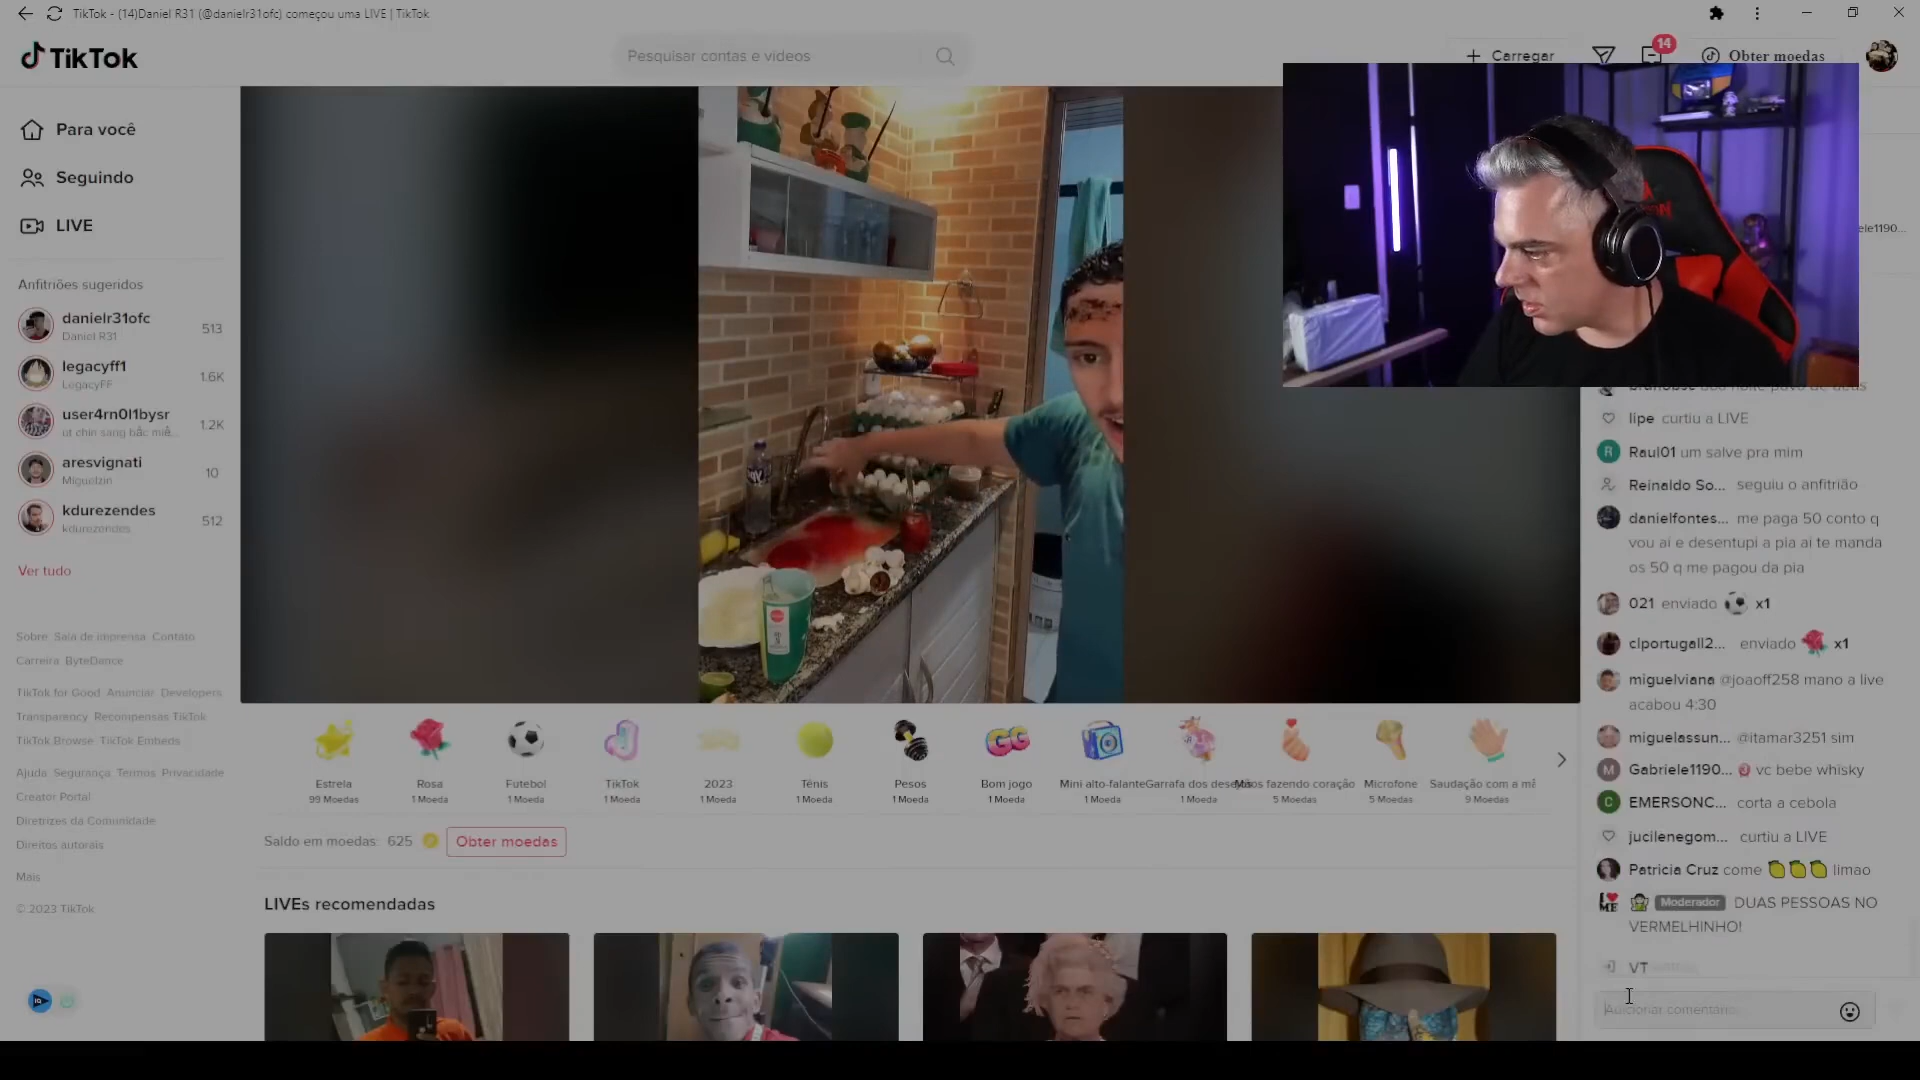 TikTok - (14)Daniel R31 (@danielr31ofc) começou uma LIVE | TikTok
TikTok
Pesquisar contas e vídeos
Carregar
14
Obter moedas
Para você
Seguindo
LIVE
Anfitriões sugeridos
danielr31ofc
Daniel R31
513
legacyff1
LegacyFF
1.6K
user4rn0l1bysr
út chín sang bắc miề...
1.2K
aresvignati
Miguelzin
10
kdurezendes
kdurezendes
512
Ver tudo
Sobre Sala de imprensa Contato
Carreira ByteDance
TikTok for Good Anunciar Developers
Transparency Recompensas TikTok
TikTok Browse TikTok Embeds
Ajuda Segurança Termos Privacidade
Creator Portal
Diretrizes da Comunidade
Direitos autorais
Mais
© 2023 TikTok
Estrela
99 Moedas
Rosa
1 Moeda
Futebol
1 Moeda
TikTok
1 Moeda
2023
1 Moeda
Tênis
1 Moeda
Pesos
1 Moeda
Bom jogo
1 Moeda
Mini alto-falante
1 Moeda
Garrafa dos
1 Moeda
fazendo coração
5 Moedas
Microfone
5 Moedas
Saudação com a mã
9 Moedas
Saldo em moedas: 625
Obter moedas
LIVEs recomendadas
ele1190...
lipe curtiu a LIVE
Raul01 um salve pra mim
Reinaldo So... seguiu o anfitrião
danielfontes... me paga 50 conto q
vou ai e desentupi a pia ai te manda
os 50 q me pagou da pia
021 enviado x1
clportugall2... enviado x1
miguelviana @joaoff258 mano a live
acabou 4:30
miguelassun... @itamar3251 sim
Gabriele1190... vc bebe whisky
EMERSONC... corta a cebola
jucilenegom... curtiu a LIVE
Patricia Cruz come 🍋🍋🍋 limao
Moderador DUAS PESSOAS NO
VERMELHINHO!
VT
Adicionar comentário...